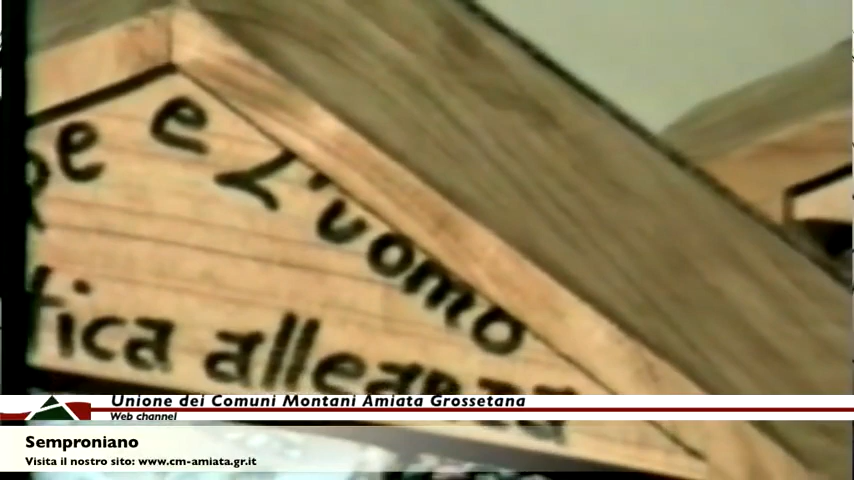 e L'uomo
tica alleanza
Unione dei Comuni Montani Amiata Grossetana
Web channel
Semproniano
Visita il nostro sito: www.cm-amiata.gr.it